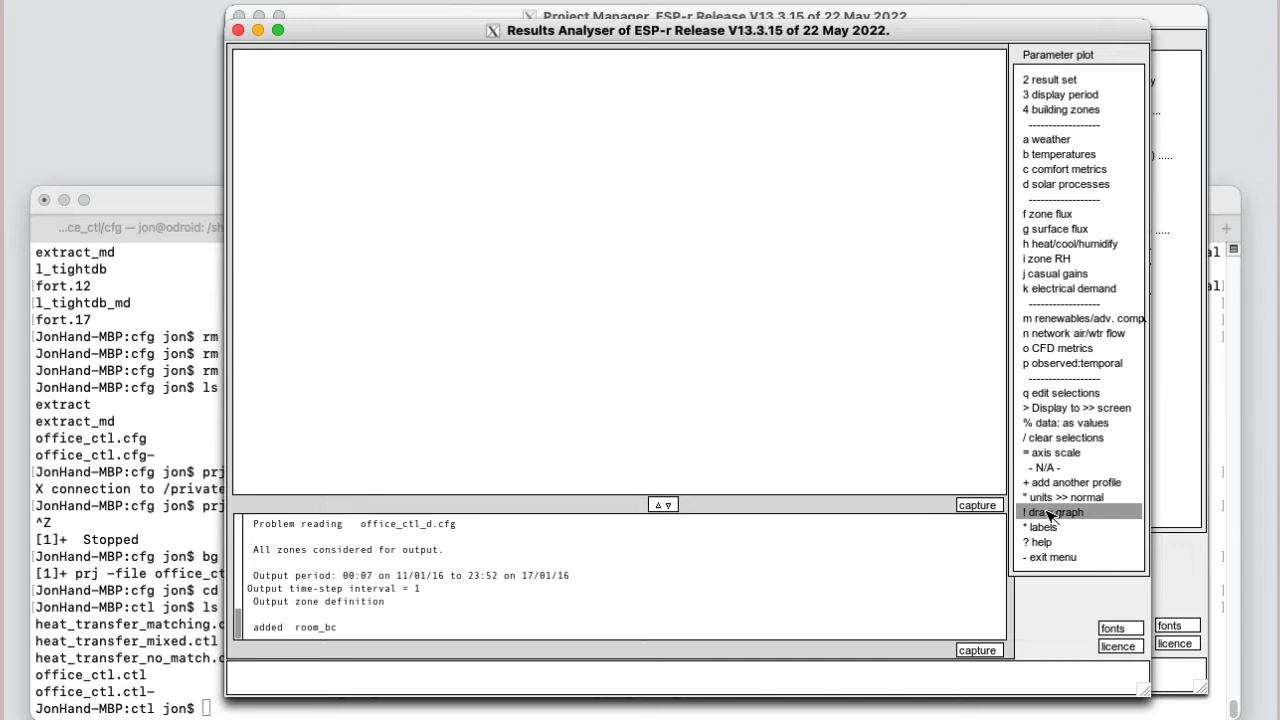 Project Manager ESP-r Release V13.3.15 of 22 May 2022
Results Analyser of ESP-r Release V13.3.15 of 22 May 2022.
Parameter plot
2 result set
3 display period
4 building zones
------------------
a weather
b temperatures
c comfort metrics
d solar processes
------------------
f zone flux
g surface flux
h heat/cool/humidify
i zone RH
j casual gains
k electrical demand
------------------
m renewables/adv. comp.
n network air/wtr flow
o CFD metrics
p observed:temporal
------------------
q edit selections
> Display to >> screen
% data: as values
/ clear selections
= axis scale
- N/A -
+ add another profile
" units >> normal
! draw graph
* labels
? help
- exit menu
capture
Problem reading   office_ctl_d.cfg
All zones considered for output.
Output period: 00:07 on 11/01/16 to 23:52 on 17/01/16
Output time-step interval = 1
Output zone definition
added  room_bc
capture
fonts
licence
fonts
licence
...ce_ctl/cfg — jon@odroid: /sh
extract_md
l_tightdb
fort.12
l_tightdb_md
fort.17
JonHand-MBP:cfg jon$ rm
JonHand-MBP:cfg jon$ rm
JonHand-MBP:cfg jon$ rm
JonHand-MBP:cfg jon$ ls
extract
extract_md
office_ctl.cfg
office_ctl.cfg-
JonHand-MBP:cfg jon$ prj
X connection to /private
JonHand-MBP:cfg jon$ prj
^Z
[1]+  Stopped
JonHand-MBP:cfg jon$ bg
[1]+ prj -file office_ct
JonHand-MBP:cfg jon$ cd
JonHand-MBP:ctl jon$ ls
heat_transfer_matching.c
heat_transfer_mixed.ctl
heat_transfer_no_match.c
office_ctl.ctl
office_ctl.ctl-
JonHand-MBP:ctl jon$